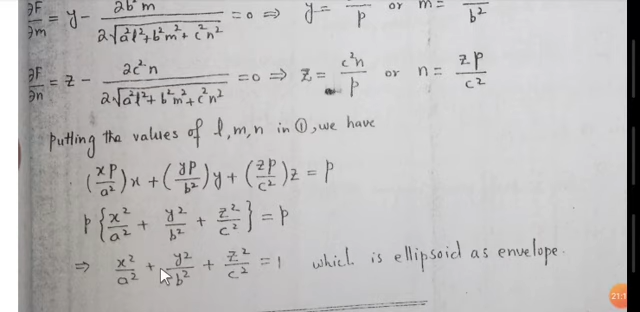 ∂F/∂m = y - 2b²m / 2√(a²l²+b²m²+c²n²) = 0 ⇒ y = /p or m = /b²
∂F/∂n = z - 2c²n / 2√(a²l²+b²m²+c²n²) = 0 ⇒ z = c²n/p or n = zp/c²
putting the values of l, m, n in ①, we have
(xp/a²)x + (yp/b²)y + (zp/c²)z = p
p{x²/a² + y²/b² + z²/c²} = p
⇒ x²/a² + y²/b² + z²/c² = 1 which is ellipsoid as envelope.